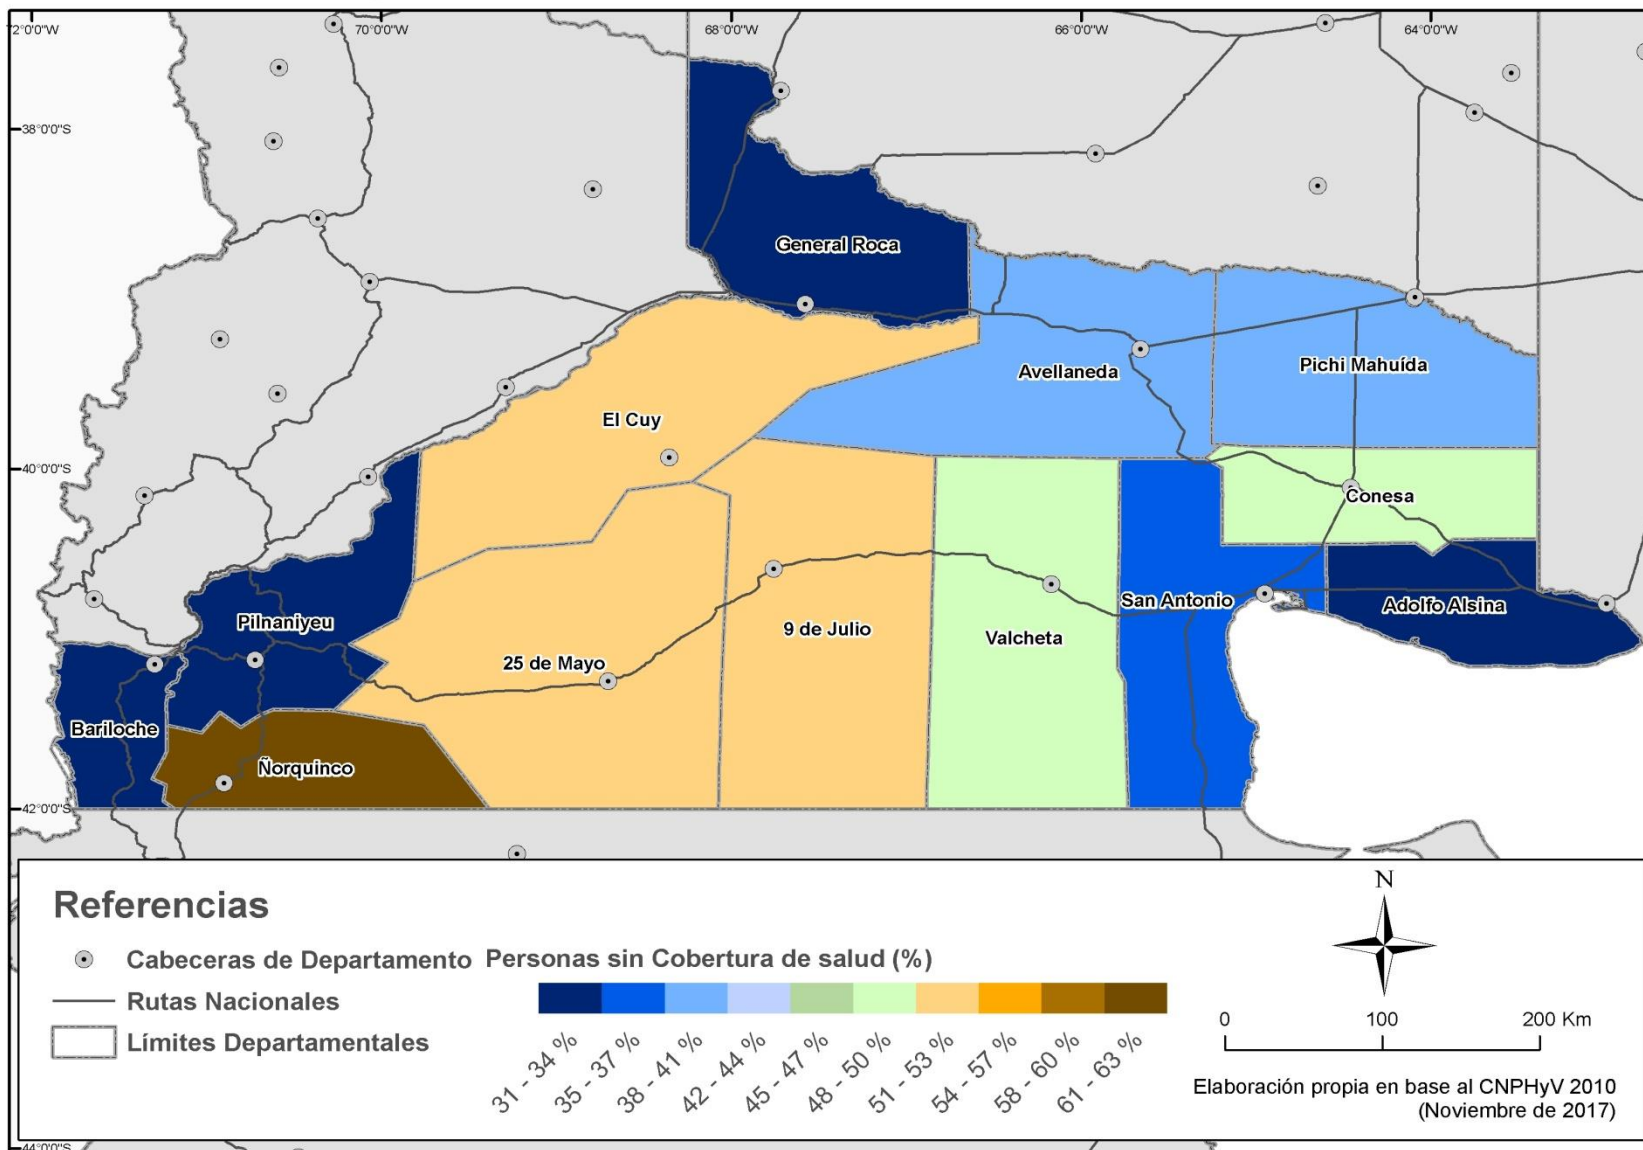 72°0'0"W
70°0'0"W
68°0'0"W
66°0'0"W
64°0'0"W
38°0'0"S
General Roca
Avellaneda
Pichi Mahuída
El Cuy
40°0'0"S
Conesa
San Antonio
Adolfo Alsina
Pilnaniyeu
9 de Julio
Valcheta
25 de Mayo
Bariloche
Ñorquinco
42°0'0"S
Referencias
Cabeceras de Departamento
Rutas Nacionales
Límites Departamentales
Personas sin Cobertura de salud (%)
31 - 34 %
35 - 37 %
38 - 41 %
42 - 44 %
45 - 47 %
48 - 50 %
51 - 53 %
54 - 57 %
58 - 60 %
61 - 63 %
N
0 100 200 Km
Elaboración propia en base al CNPHyV 2010
(Noviembre de 2017)
44°0'0"S